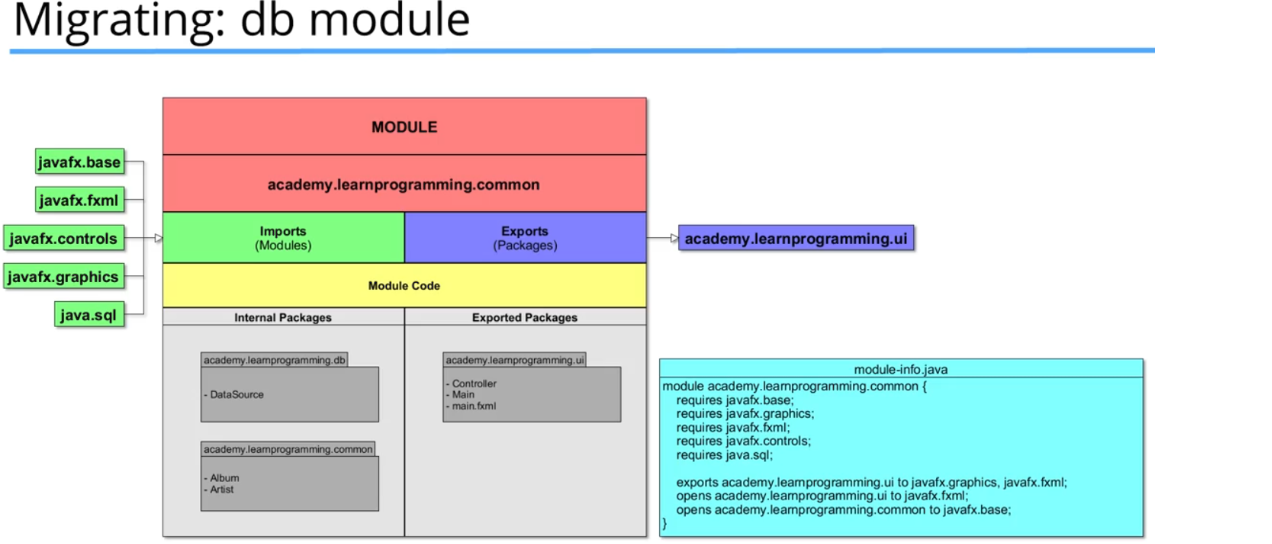 Migrating: db module
MODULE
academy.learnprogramming.common
javafx.base
javafx.fxml
javafx.controls
javafx.graphics
java.sql
Imports
(Modules)
Exports
(Packages)
academy.learnprogramming.ui
Module Code
Internal Packages
Exported Packages
academy.learnprogramming.db
- DataSource
academy.learnprogramming.common
- Album
- Artist
academy.learnprogramming.ui
- Controller
- Main
- main.fxml
module-info.java
module academy.learnprogramming.common {
requires javafx.base;
requires javafx.graphics;
requires javafx.fxml;
requires javafx.controls;
requires java.sql;
exports academy.learnprogramming.ui to javafx.graphics, javafx.fxml;
opens academy.learnprogramming.ui to javafx.fxml;
opens academy.learnprogramming.common to javafx.base;
}